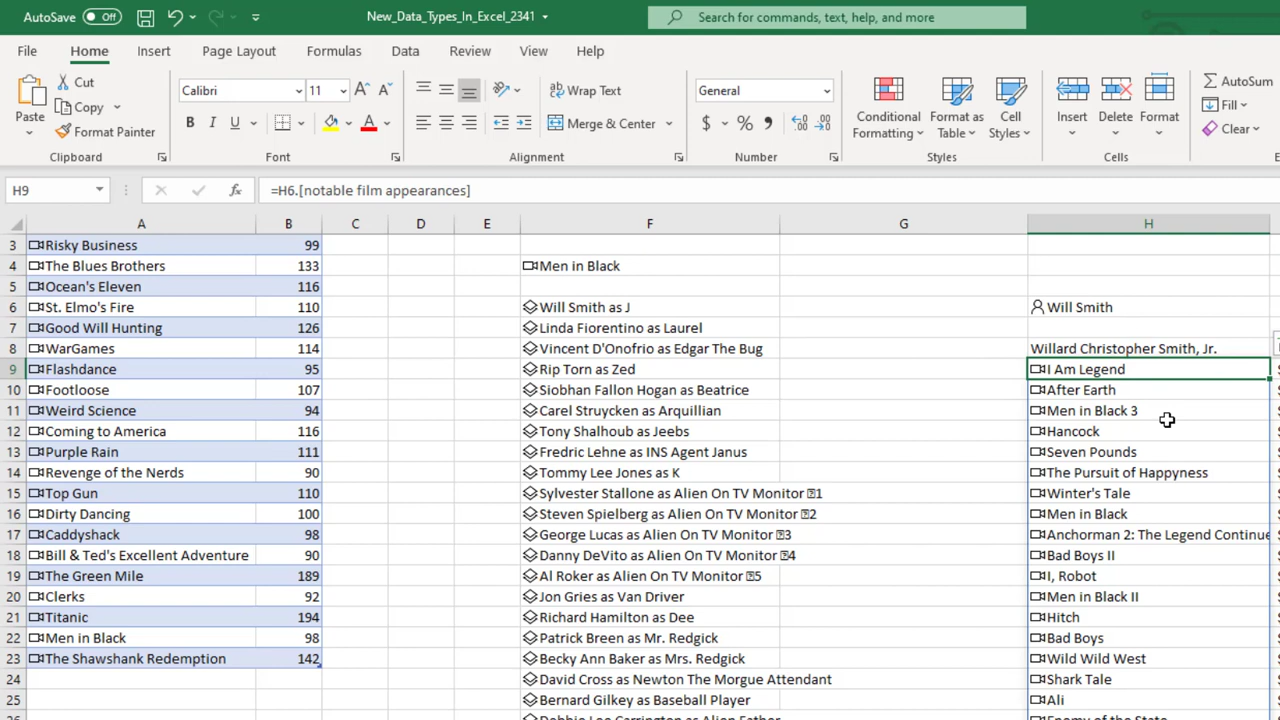 AutoSave Off New_Data_Types_In_Excel_2341 Search for commands, text, help, and more
File Home Insert Draw Page Layout Formulas Data Review View Help
Paste Cut Copy Format Painter Clipboard
Calibri 11 A A B I U A Font
Wrap Text Merge & Center Alignment
General $ % Number
Conditional Formatting Format as Table Cell Styles Styles
Insert Delete Format Cells
AutoSum Fill Clear
H9 fx =H6.[notable film appearances]
A B C D E F G H
3 Risky Business 99
4 The Blues Brothers 133 Men in Black
5 Ocean's Eleven 116
6 St. Elmo's Fire 110 Will Smith as J Will Smith
7 Good Will Hunting 126 Linda Fiorentino as Laurel
8 WarGames 114 Vincent D'Onofrio as Edgar The Bug Willard Christopher Smith, Jr.
9 Flashdance 95 Rip Torn as Zed I Am Legend
10 Footloose 107 Siobhan Fallon Hogan as Beatrice After Earth
11 Weird Science 94 Carel Struycken as Arquillian Men in Black 3
12 Coming to America 116 Tony Shalhoub as Jeebs Hancock
13 Purple Rain 111 Fredric Lehne as INS Agent Janus Seven Pounds
14 Revenge of the Nerds 90 Tommy Lee Jones as K The Pursuit of Happyness
15 Top Gun 110 Sylvester Stallone as Alien On TV Monitor 1 Winter's Tale
16 Dirty Dancing 100 Steven Spielberg as Alien On TV Monitor 2 Men in Black
17 Caddyshack 98 George Lucas as Alien On TV Monitor 3 Anchorman 2: The Legend Continue
18 Bill & Ted's Excellent Adventure 90 Danny DeVito as Alien On TV Monitor 4 Bad Boys II
19 The Green Mile 189 Al Roker as Alien On TV Monitor 5 I, Robot
20 Clerks 92 Jon Gries as Van Driver Men in Black II
21 Titanic 194 Richard Hamilton as Dee Hitch
22 Men in Black 98 Patrick Breen as Mr. Redgick Bad Boys
23 The Shawshank Redemption 142 Becky Ann Baker as Mrs. Redgick Wild Wild West
24 David Cross as Newton The Morgue Attendant Shark Tale
25 Bernard Gilkey as Baseball Player Ali